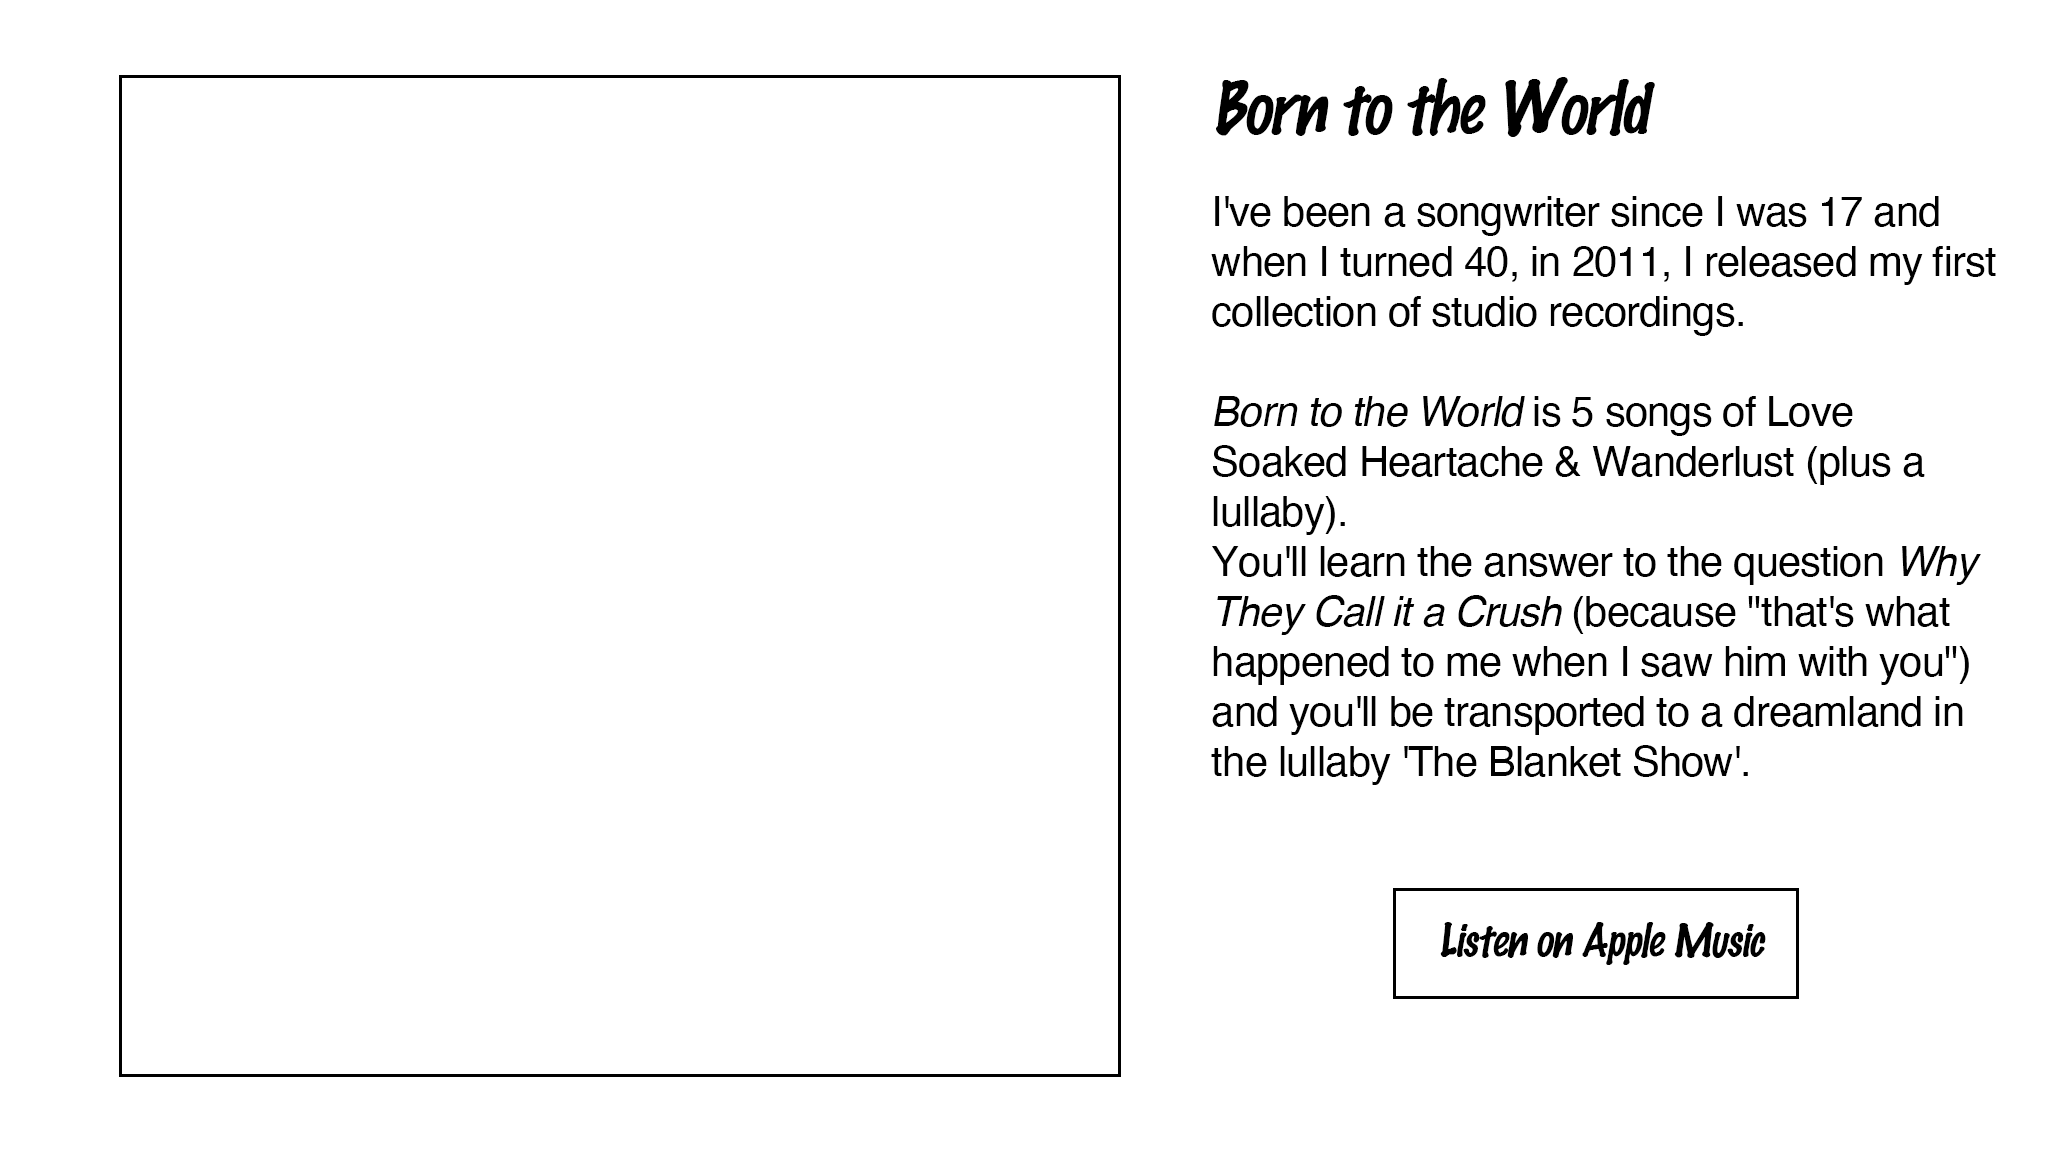 Born to the World
I've been a songwriter since I was 17 and
when I turned 40, in 2011, I released my first
collection of studio recordings.
Born to the World is 5 songs of Love
Soaked Heartache & Wanderlust (plus a
lullaby).
You'll learn the answer to the question Why
They Call it a Crush (because "that's what
happened to me when I saw him with you")
and you'll be transported to a dreamland in
the lullaby 'The Blanket Show'.
Listen on Apple Music